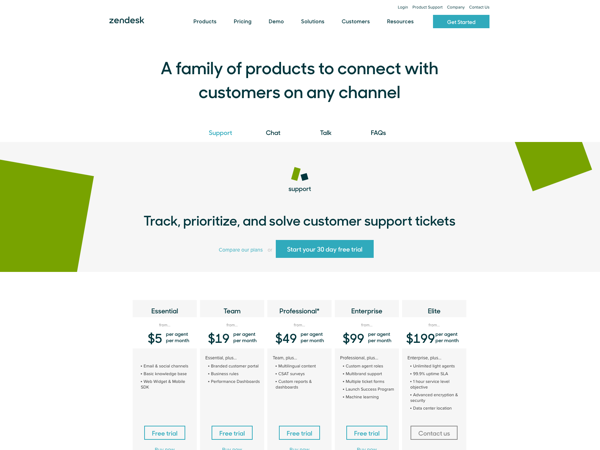 Login Product Support Company Contact Us
zendesk Products Pricing Demo Solutions Customers Resources Get Started
A family of products to connect with
customers on any channel
Support Chat Talk FAQs
support
Track, prioritize, and solve customer support tickets
Compare our plans or Start your 30 day free trial
Essential
from...
$5 per agent
per month
• Email & social channels
• Basic knowledge base
• Web Widget & Mobile
SDK
Free trial
Team
from...
$19 per agent
per month
Essential, plus...
• Branded customer portal
• Business rules
• Performance Dashboards
Free trial
Professional*
from...
$49 per agent
per month
Team, plus...
• Multilingual content
• CSAT surveys
• Custom reports &
dashboards
Free trial
Enterprise
from...
$99 per agent
per month
Professional, plus...
• Custom agent roles
• Multibrand support
• Multiple ticket forms
• Launch Success Program
• Machine learning
Free trial
Elite
from...
$199 per agent
per month
Enterprise, plus...
• Unlimited light agents
• 99.9% uptime SLA
• 1 hour service level
objective
• Advanced encryption &
security
• Data center location
Contact us